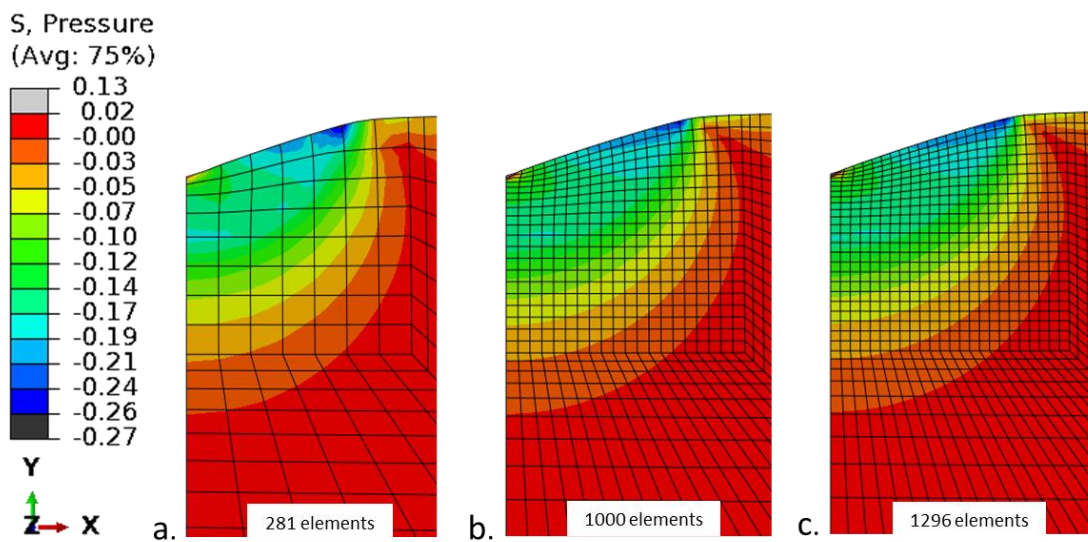 S, Pressure
(Avg: 75%)
0.13
0.02
-0.00
-0.03
-0.05
-0.07
-0.10
-0.12
-0.14
-0.17
-0.19
-0.21
-0.24
-0.26
-0.27
Y
Z X
a.
281 elements
b.
1000 elements
c.
1296 elements